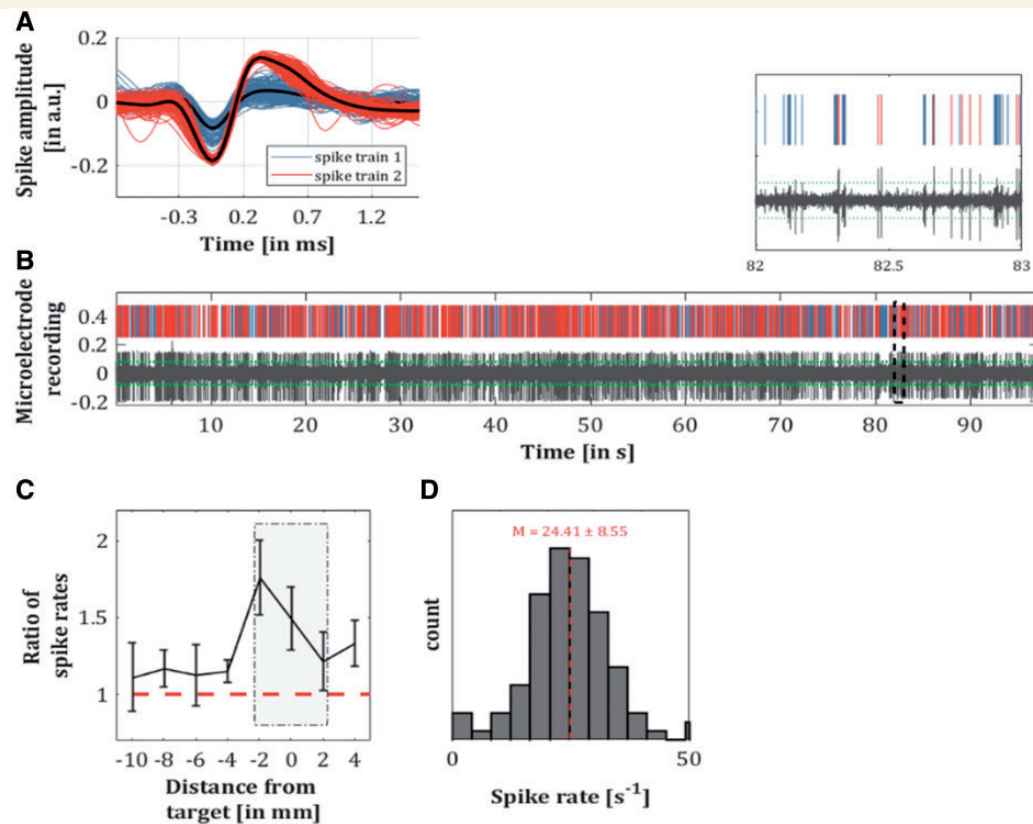 A
Spike amplitude
[in a.u.]
0.2
0
-0.2
spike train 1
spike train 2
-0.3 0.2 0.7 1.2
Time [in ms]
82 82.5 83
B
Microelectrode
recording
0.4
0.2
0
-0.2
10 20 30 40 50 60 70 80 90
Time [in s]
C
Ratio of
spike rates
2
1.5
1
-10 -8 -6 -4 -2 0 2 4
Distance from
target [in mm]
D
M = 24.41 ± 8.55
count
0 50
Spike rate [s⁻¹]